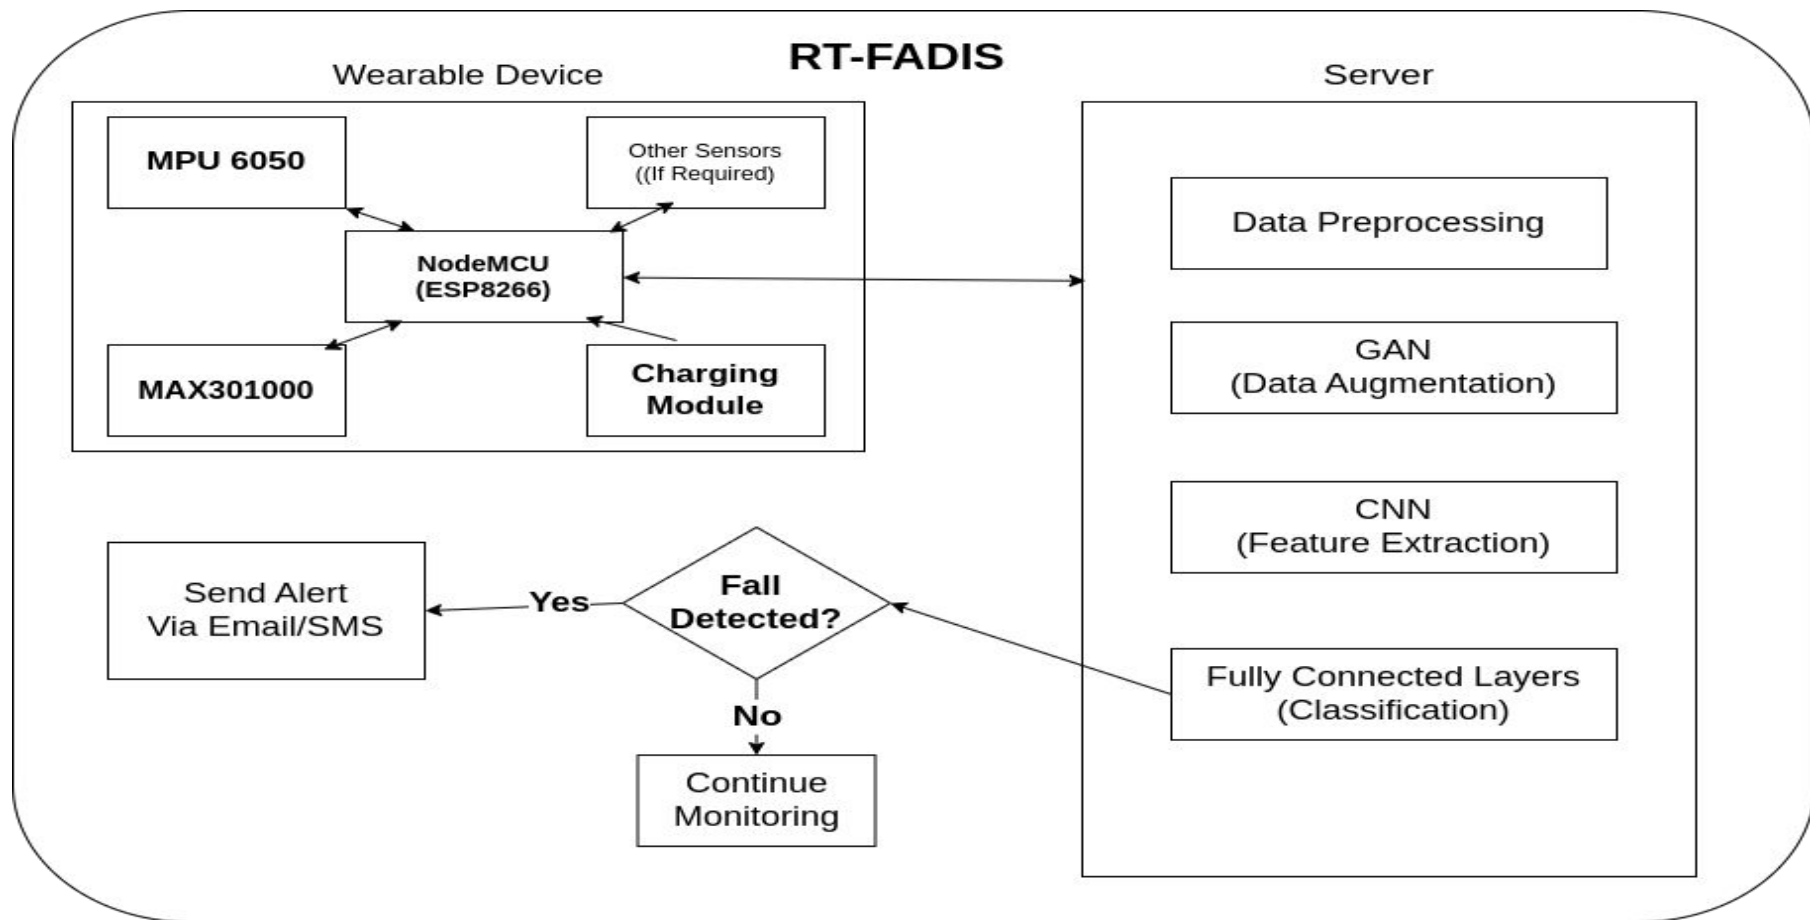 RT-FADIS
Wearable Device
MPU 6050
Other Sensors
((If Required)
NodeMCU
(ESP8266)
MAX301000
Charging
Module
Server
Data Preprocessing
GAN
(Data Augmentation)
CNN
(Feature Extraction)
Fully Connected Layers
(Classification)
Fall
Detected?
Yes
Send Alert
Via Email/SMS
No
Continue
Monitoring